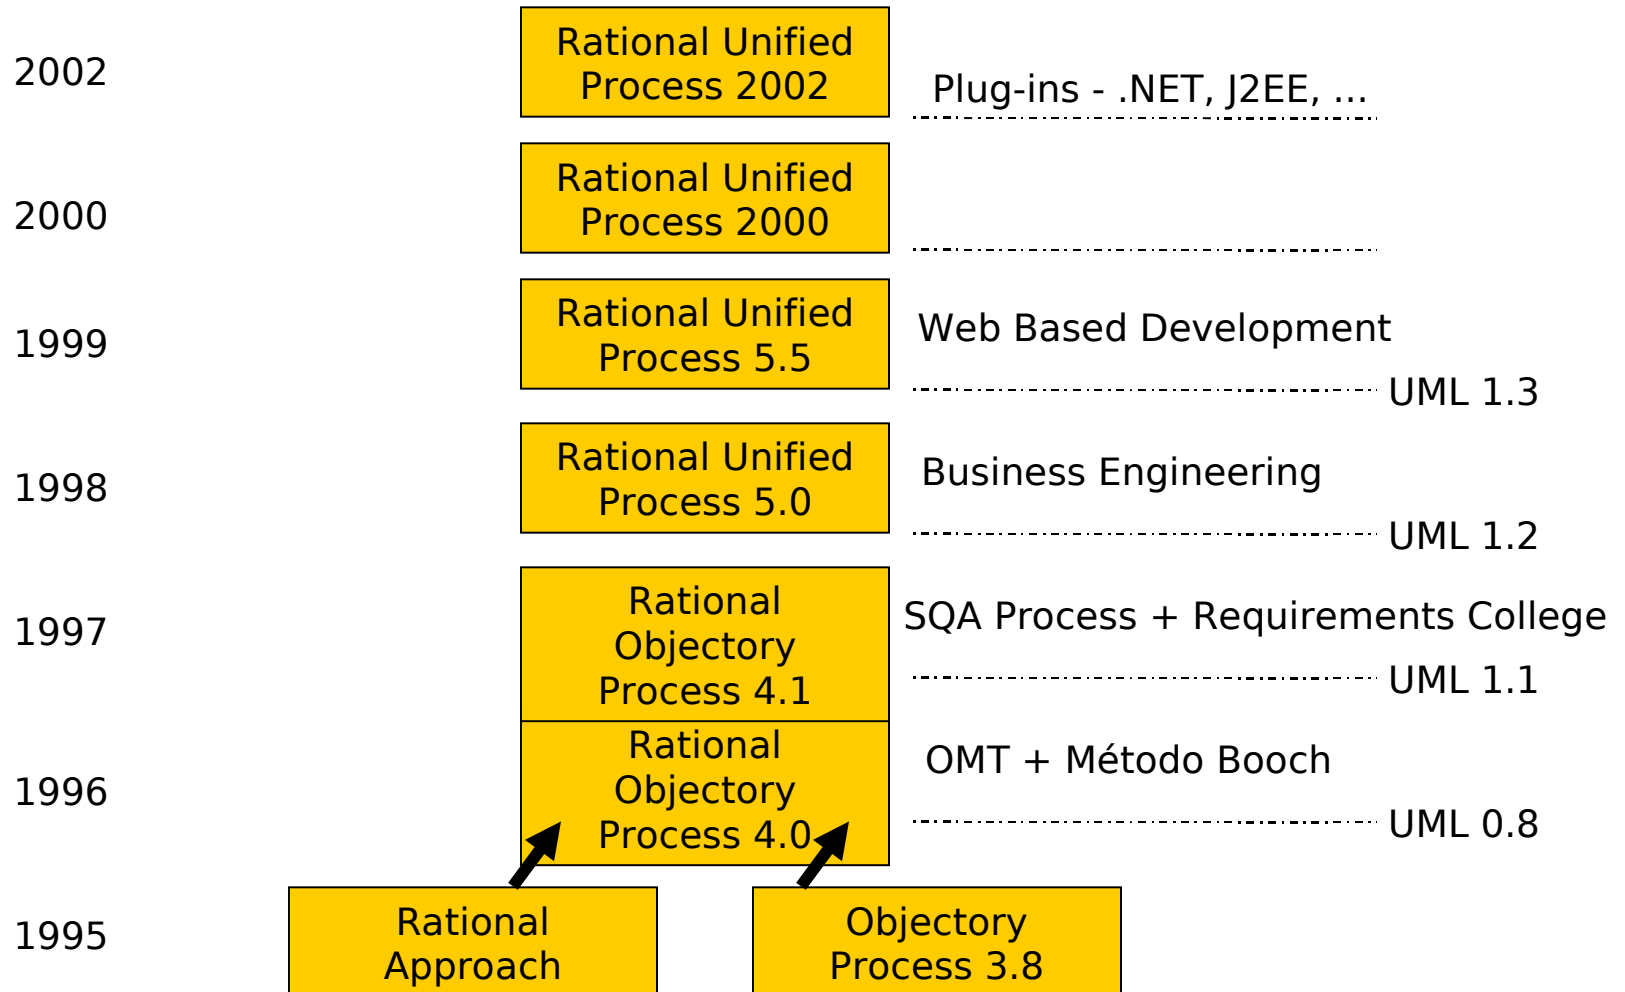 2002
Rational Unified
Process 2002
Plug-ins - .NET, J2EE, ...
2000
Rational Unified
Process 2000
1999
Rational Unified
Process 5.5
Web Based Development
UML 1.3
1998
Rational Unified
Process 5.0
Business Engineering
UML 1.2
1997
Rational
Objectory
Process 4.1
SQA Process + Requirements College
UML 1.1
1996
Rational
Objectory
Process 4.0
OMT + Método Booch
UML 0.8
1995
Rational
Approach
Objectory
Process 3.8